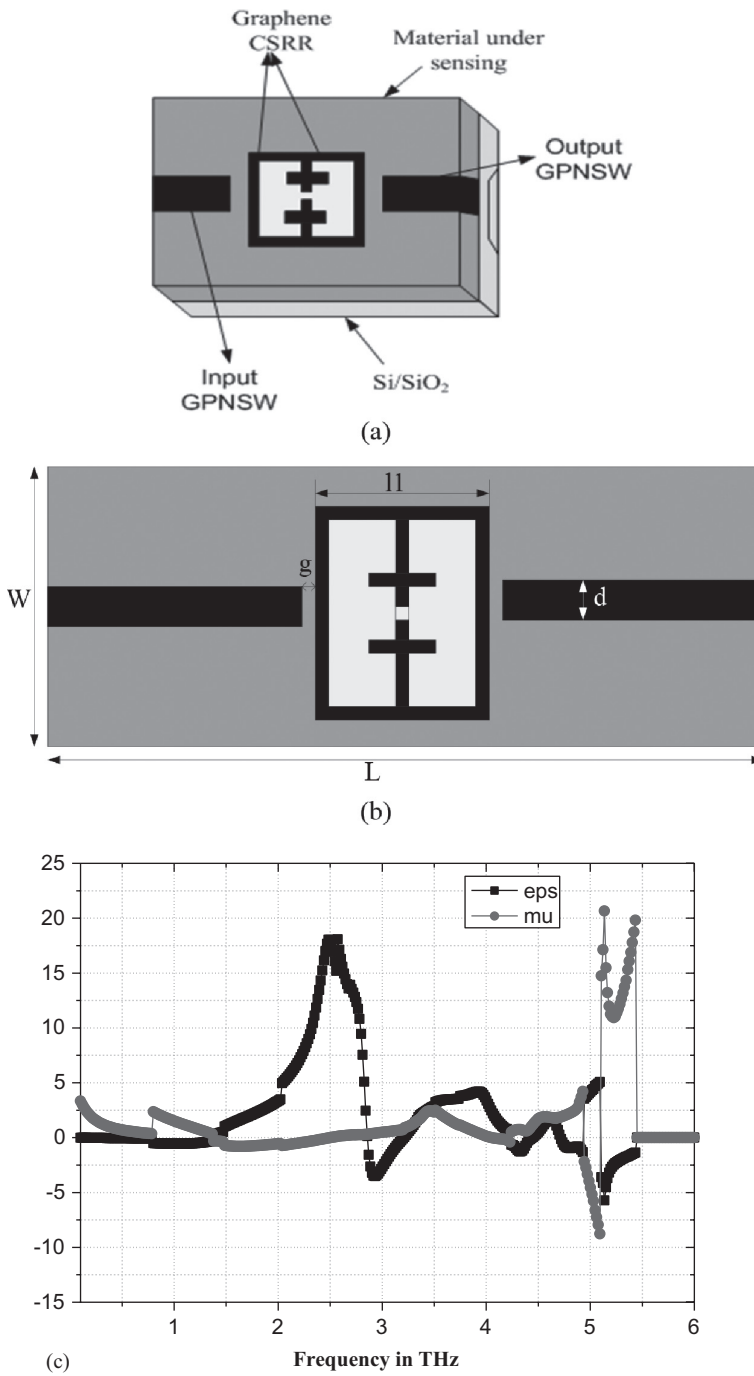 Graphene
CSRR
Material under
sensing
Output
GPNSW
Input
GPNSW
Si/SiO₂
(a)
l1
g
W
d
L
(b)
25
20
15
10
5
0
-5
-10
-15
eps
mu
1 2 3 4 5 6
(c) Frequency in THz